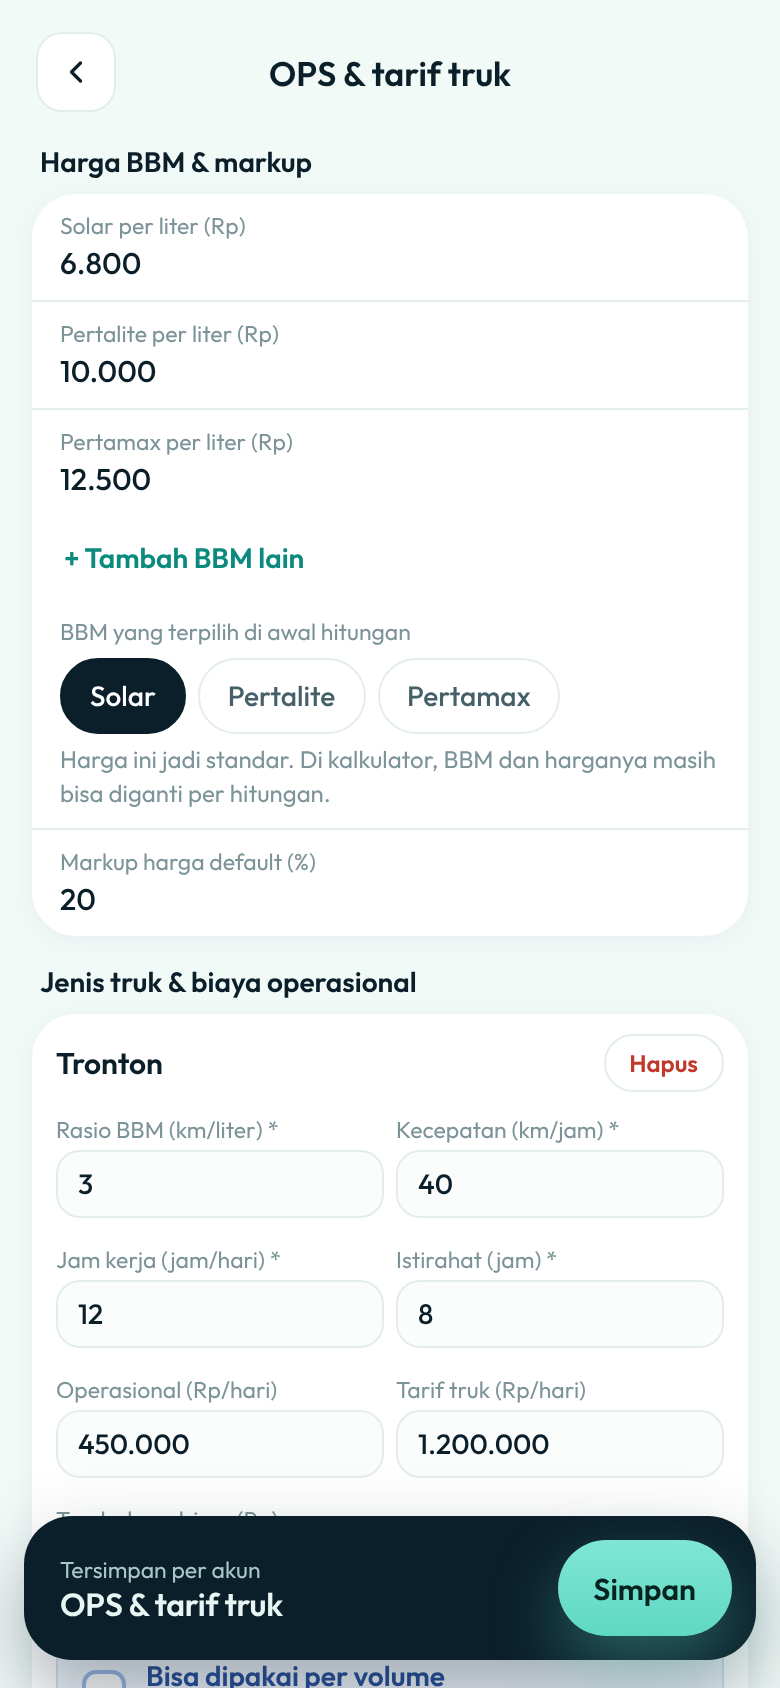 OPS & tarif truk
Harga BBM & markup
Solar per liter (Rp)
6.800
Pertalite per liter (Rp)
10.000
Pertamax per liter (Rp)
12.500
+ Tambah BBM lain
BBM yang terpilih di awal hitungan
Solar Pertalite Pertamax
Harga ini jadi standar. Di kalkulator, BBM dan harganya masih
bisa diganti per hitungan.
Markup harga default (%)
20
Jenis truk & biaya operasional
Tronton Hapus
Rasio BBM (km/liter) * Kecepatan (km/jam) *
3 40
Jam kerja (jam/hari) * Istirahat (jam) *
12 8
Operasional (Rp/hari) Tarif truk (Rp/hari)
450.000 1.200.000
Tersimpan per akun
OPS & tarif truk
Simpan
Bisa dipakai per volume